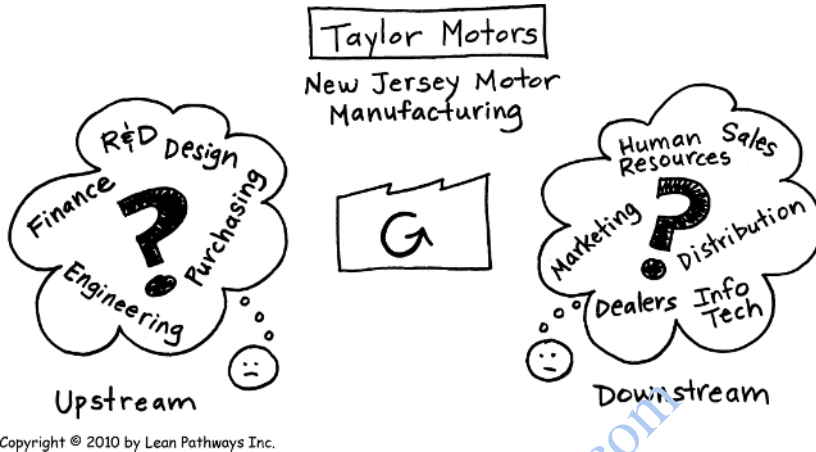 Taylor Motors
New Jersey Motor
Manufacturing
R&D
Design
Finance
?
Purchasing
Engineering
Upstream
Human
Resources
Sales
Marketing
?
Distribution
Dealers
Info
Tech
Downstream
Copyright © 2010 by Lean Pathways Inc.
com